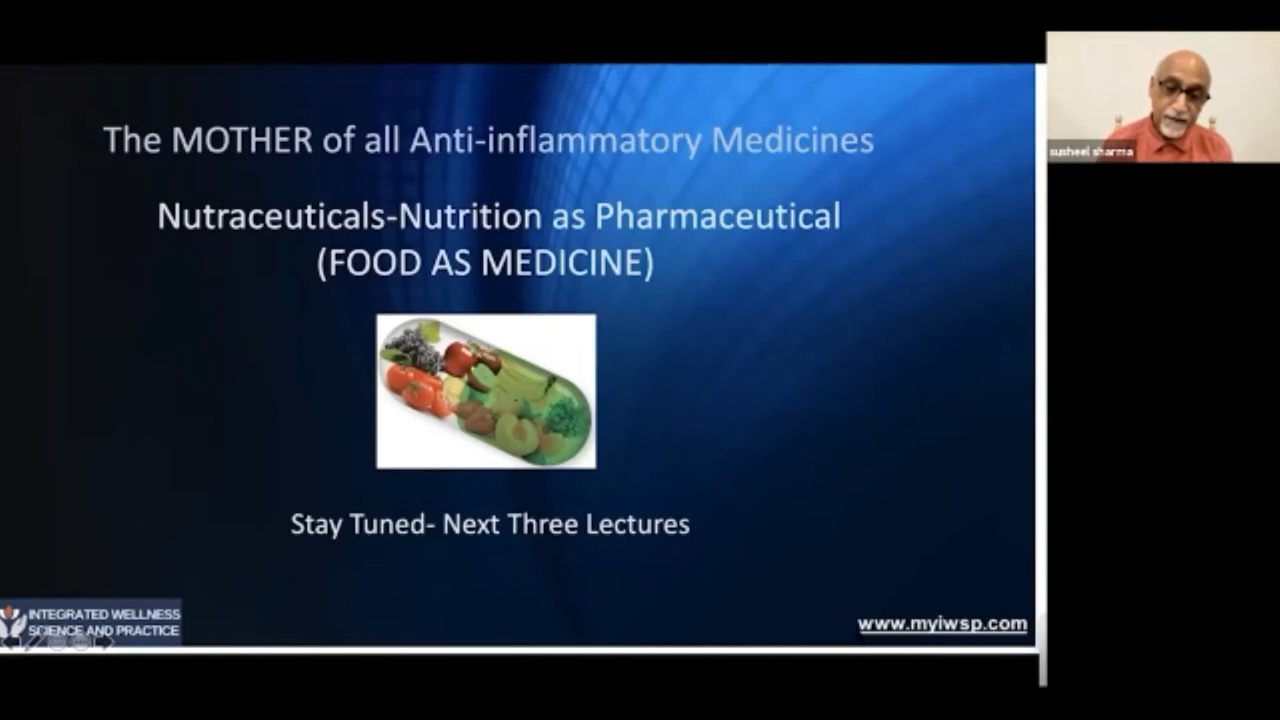 The MOTHER of all Anti-inflammatory Medicines
Nutraceuticals-Nutrition as Pharmaceutical
(FOOD AS MEDICINE)
Stay Tuned- Next Three Lectures
INTEGRATED WELLNESS
SCIENCE AND PRACTICE
www.myiwsp.com
susheel sharma